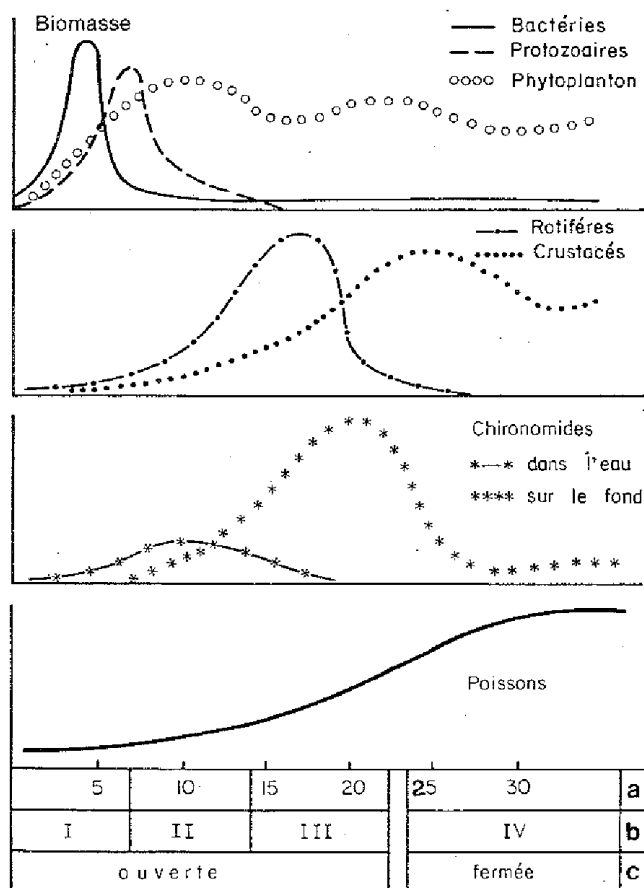 Biomasse
Bactéries
Protozoaires
Phytoplanton
Rotiféres
Crustacés
Chironomides
dans l'eau
sur le fond
Poissons
5 10 15 20 25 30 a
I II III IV b
ouverte fermée c